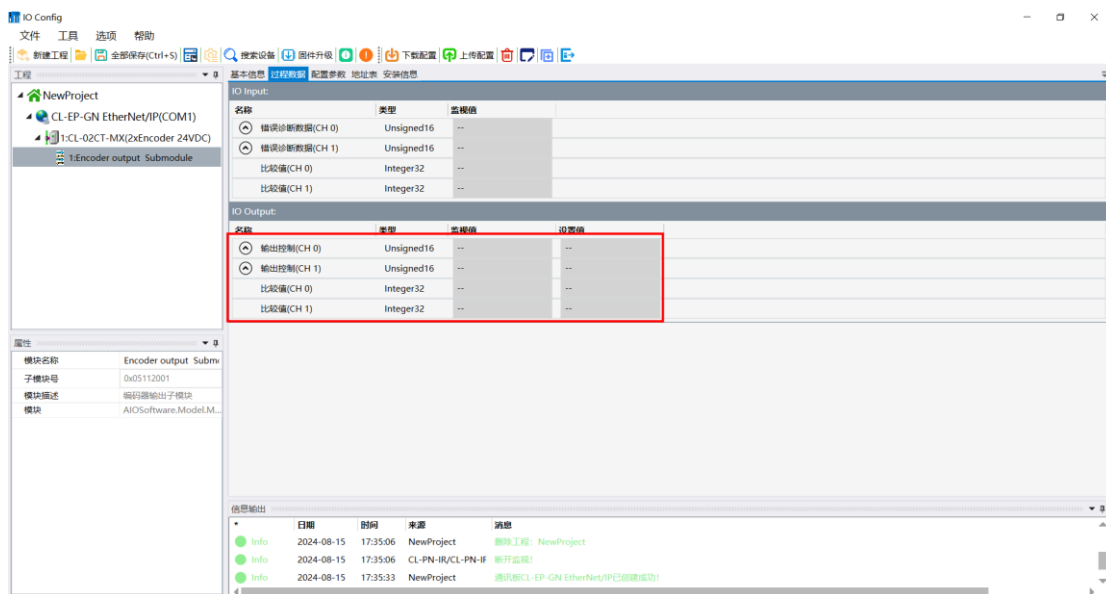 IO Config
文件 工具 选项 帮助
新建工程 全部保存(Ctrl+S) 搜索设备 固件升级 下载配置 上传配置
工程
NewProject
CL-EP-GN EtherNet/IP(COM1)
1:CL-02CT-MX(2xEncoder 24VDC)
1:Encoder output Submodule
基本信息 过程数据 配置参数 地址表 安装信息
IO Input:
名称 类型 监视值
错误诊断数据(CH 0) Unsigned16 --
错误诊断数据(CH 1) Unsigned16 --
比较值(CH 0) Integer32 --
比较值(CH 1) Integer32 --
IO Output:
名称 类型 监视值 设置值
输出控制(CH 0) Unsigned16 -- --
输出控制(CH 1) Unsigned16 -- --
比较值(CH 0) Integer32 -- --
比较值(CH 1) Integer32 -- --
属性
模块名称 Encoder output Subm
子模块号 0x05112001
模块描述 编码器输出子模块
模块 AIOSoftware.Model.M...
信息输出
* 日期 时间 来源 消息
Info 2024-08-15 17:35:06 NewProject 删除工程: NewProject
Info 2024-08-15 17:35:06 CL-PN-IR/CL-PN-IF 断开监视!
Info 2024-08-15 17:35:33 NewProject 通讯板CL-EP-GN EtherNet/IP已创建成功!